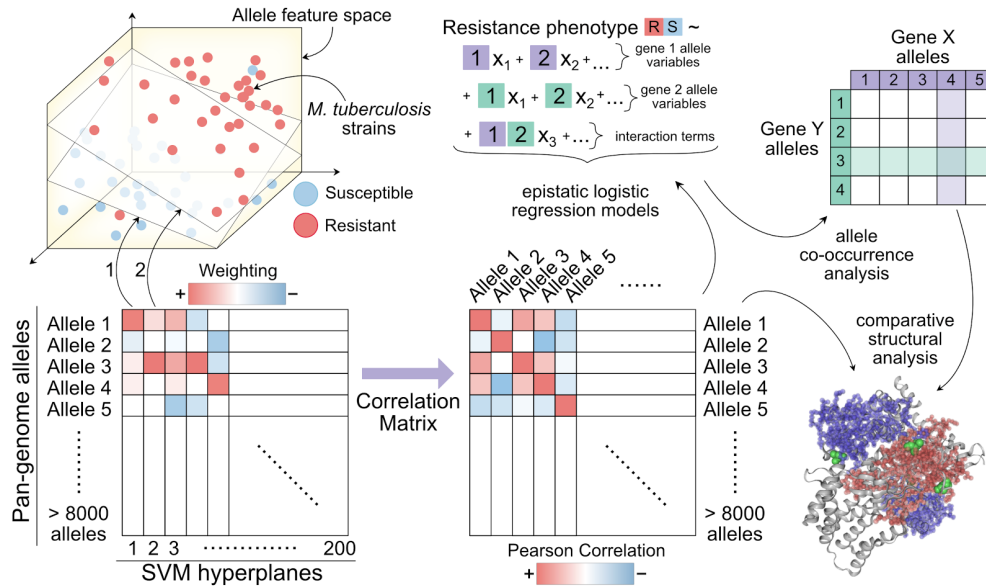 Allele feature space
M. tuberculosis
strains
Susceptible
Resistant
1 2
Resistance phenotype R S ~
1 x1 + 2 x2 +... gene 1 allele variables
+ 1 x1 + 2 x2 +... gene 2 allele variables
+ 1 2 x3 +... interaction terms
epistatic logistic
regression models
Gene X
alleles
1 2 3 4 5
Gene Y
alleles
1
2
3
4
allele
co-occurrence
analysis
comparative
structural
analysis
Weighting
+ −
Pan-genome alleles
Allele 1
Allele 2
Allele 3
Allele 4
Allele 5
> 8000
alleles
1 2 3 200
SVM hyperplanes
Correlation
Matrix
Allele 1
Allele 2
Allele 3
Allele 4
Allele 5
......
Allele 1
Allele 2
Allele 3
Allele 4
Allele 5
> 8000
alleles
Pearson Correlation
+ −